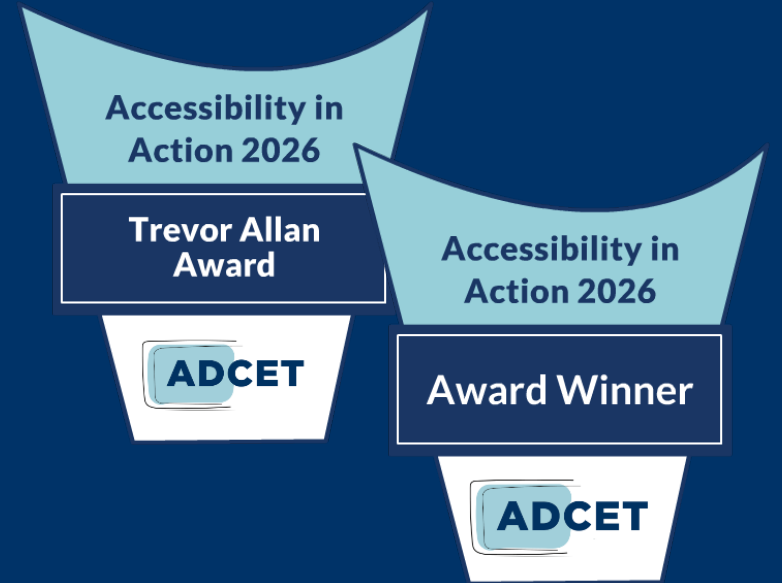 Accessibility in
Action 2026
Trevor Allan
Award
ADCET
Accessibility in
Action 2026
Award Winner
ADCET